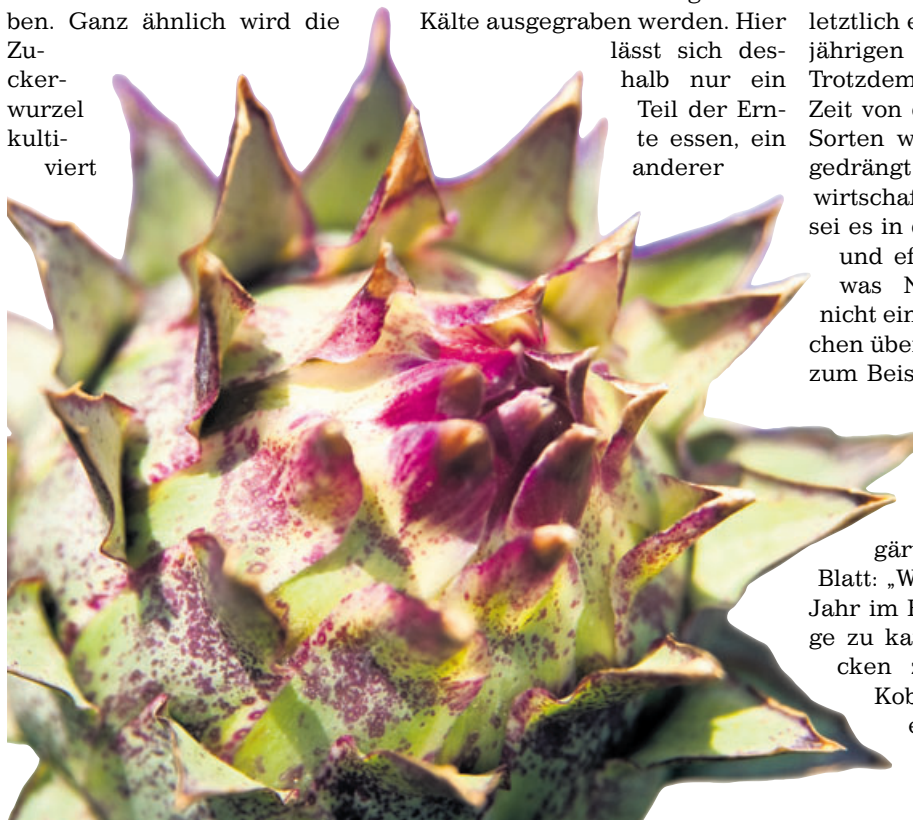 ben. Ganz ähnlich wird die
Zu-
cker-
wurzel
kulti-
viert
Kälte ausgegraben werden. Hier
lässt sich des-
halb nur ein
Teil der Ern-
te essen, ein
anderer
letztlich e
jährigen
Trotzdem
Zeit von
Sorten w
gedrängt
wirtschaf
sei es in
und ef
was N
nicht ein
chen über
zum Beis
gär
Blatt: „W
Jahr im
ge zu ka
cken z
Kob
e